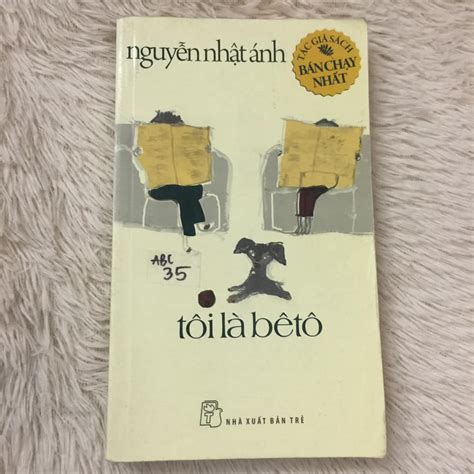 nguyễn nhật ánh
TÁC GIẢ SÁCH
BÁN CHẠY
NHẤT
ABC
35
tôi là bêtô
NHÀ XUẤT BẢN TRẺ